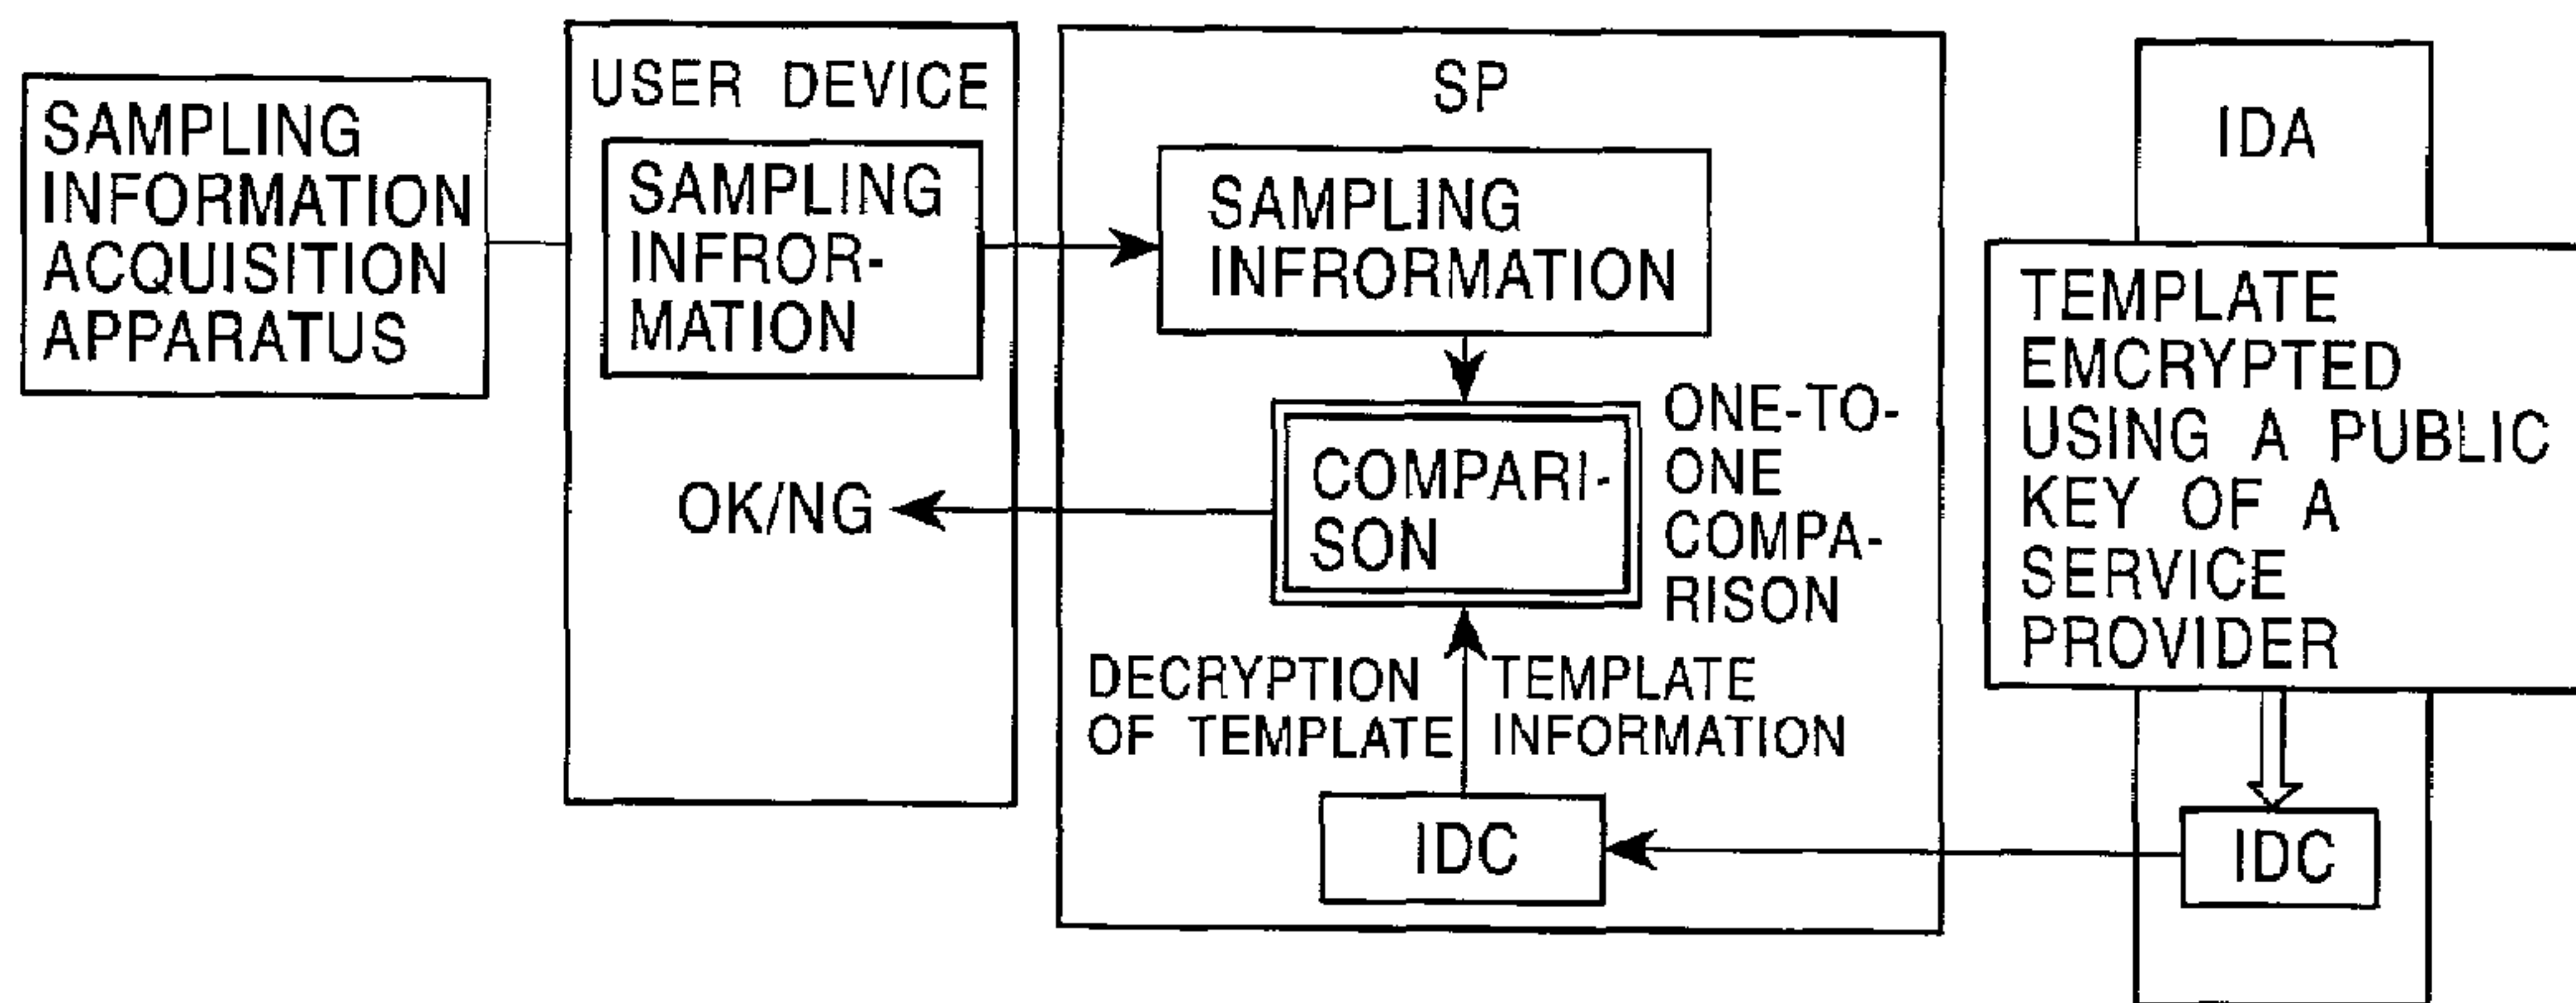 SAMPLING
INFORMATION
ACQUISITION
APPARATUS
USER DEVICE
SAMPLING
INFROR-
MATION
OK/NG
SP
SAMPLING
INFRORMATION
COMPARI-
SON
ONE-TO-
ONE
COMPA-
RISON
DECRYPTION
OF TEMPLATE
TEMPLATE
INFORMATION
IDC
IDA
TEMPLATE
EMCRYPTED
USING A PUBLIC
KEY OF A
SERVICE
PROVIDER
IDC